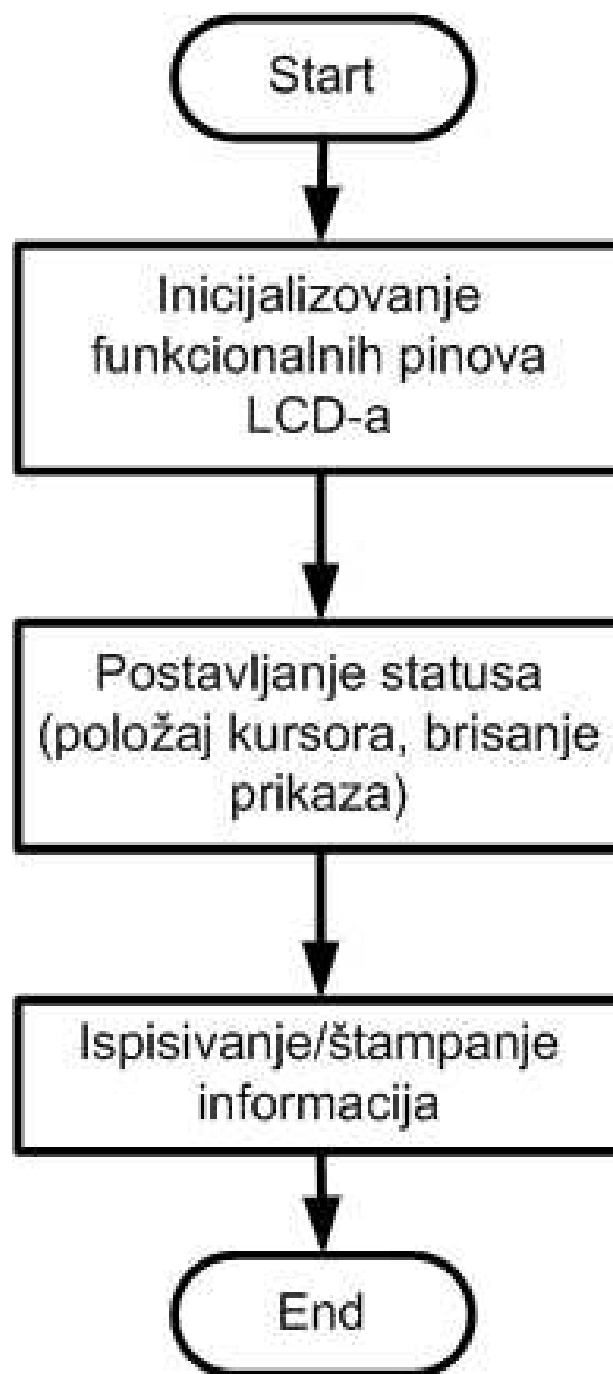 Start
Inicijalizovanje
funkcionalnih pinova
LCD-a
Postavljanje statusa
(položaj kursora, brisanje
prikaza)
Ispisivanje/štampanje
informacija
End